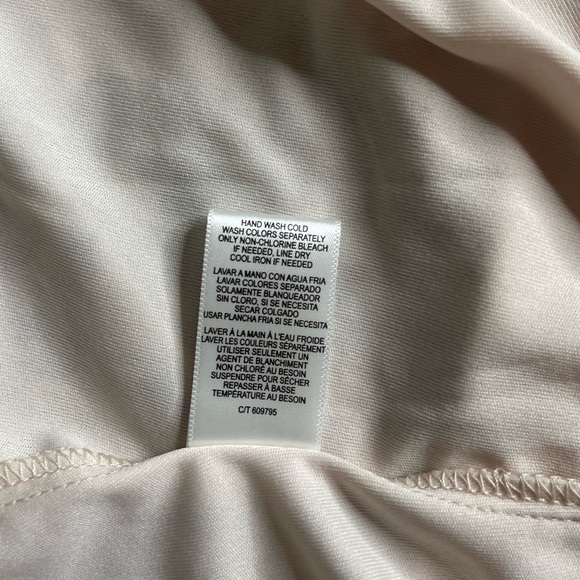 HAND WASH COLD
WASH COLORS SEPARATELY
ONLY NON-CHLORINE BLEACH
IF NEEDED, LINE DRY
COOL IRON IF NEEDED
LAVAR A MANO CON AGUA FRIA
LAVAR COLORES SEPARADO
SOLAMENTE BLANQUEADOR
SIN CLORO, SI SE NECESITA
SECAR COLGADO
USAR PLANCHA FRIA SI SE NECESITA
LAVER À LA MAIN À L'EAU FROIDE
LAVER LES COULEURS SÉPARÉMENT
UTILISER SEULEMENT UN
AGENT DE BLANCHIMENT
NON CHLORÉ AU BESOIN
SUSPENDRE POUR SÉCHER
REPASSER À BASSE
TEMPÉRATURE AU BESOIN
C/T 609795